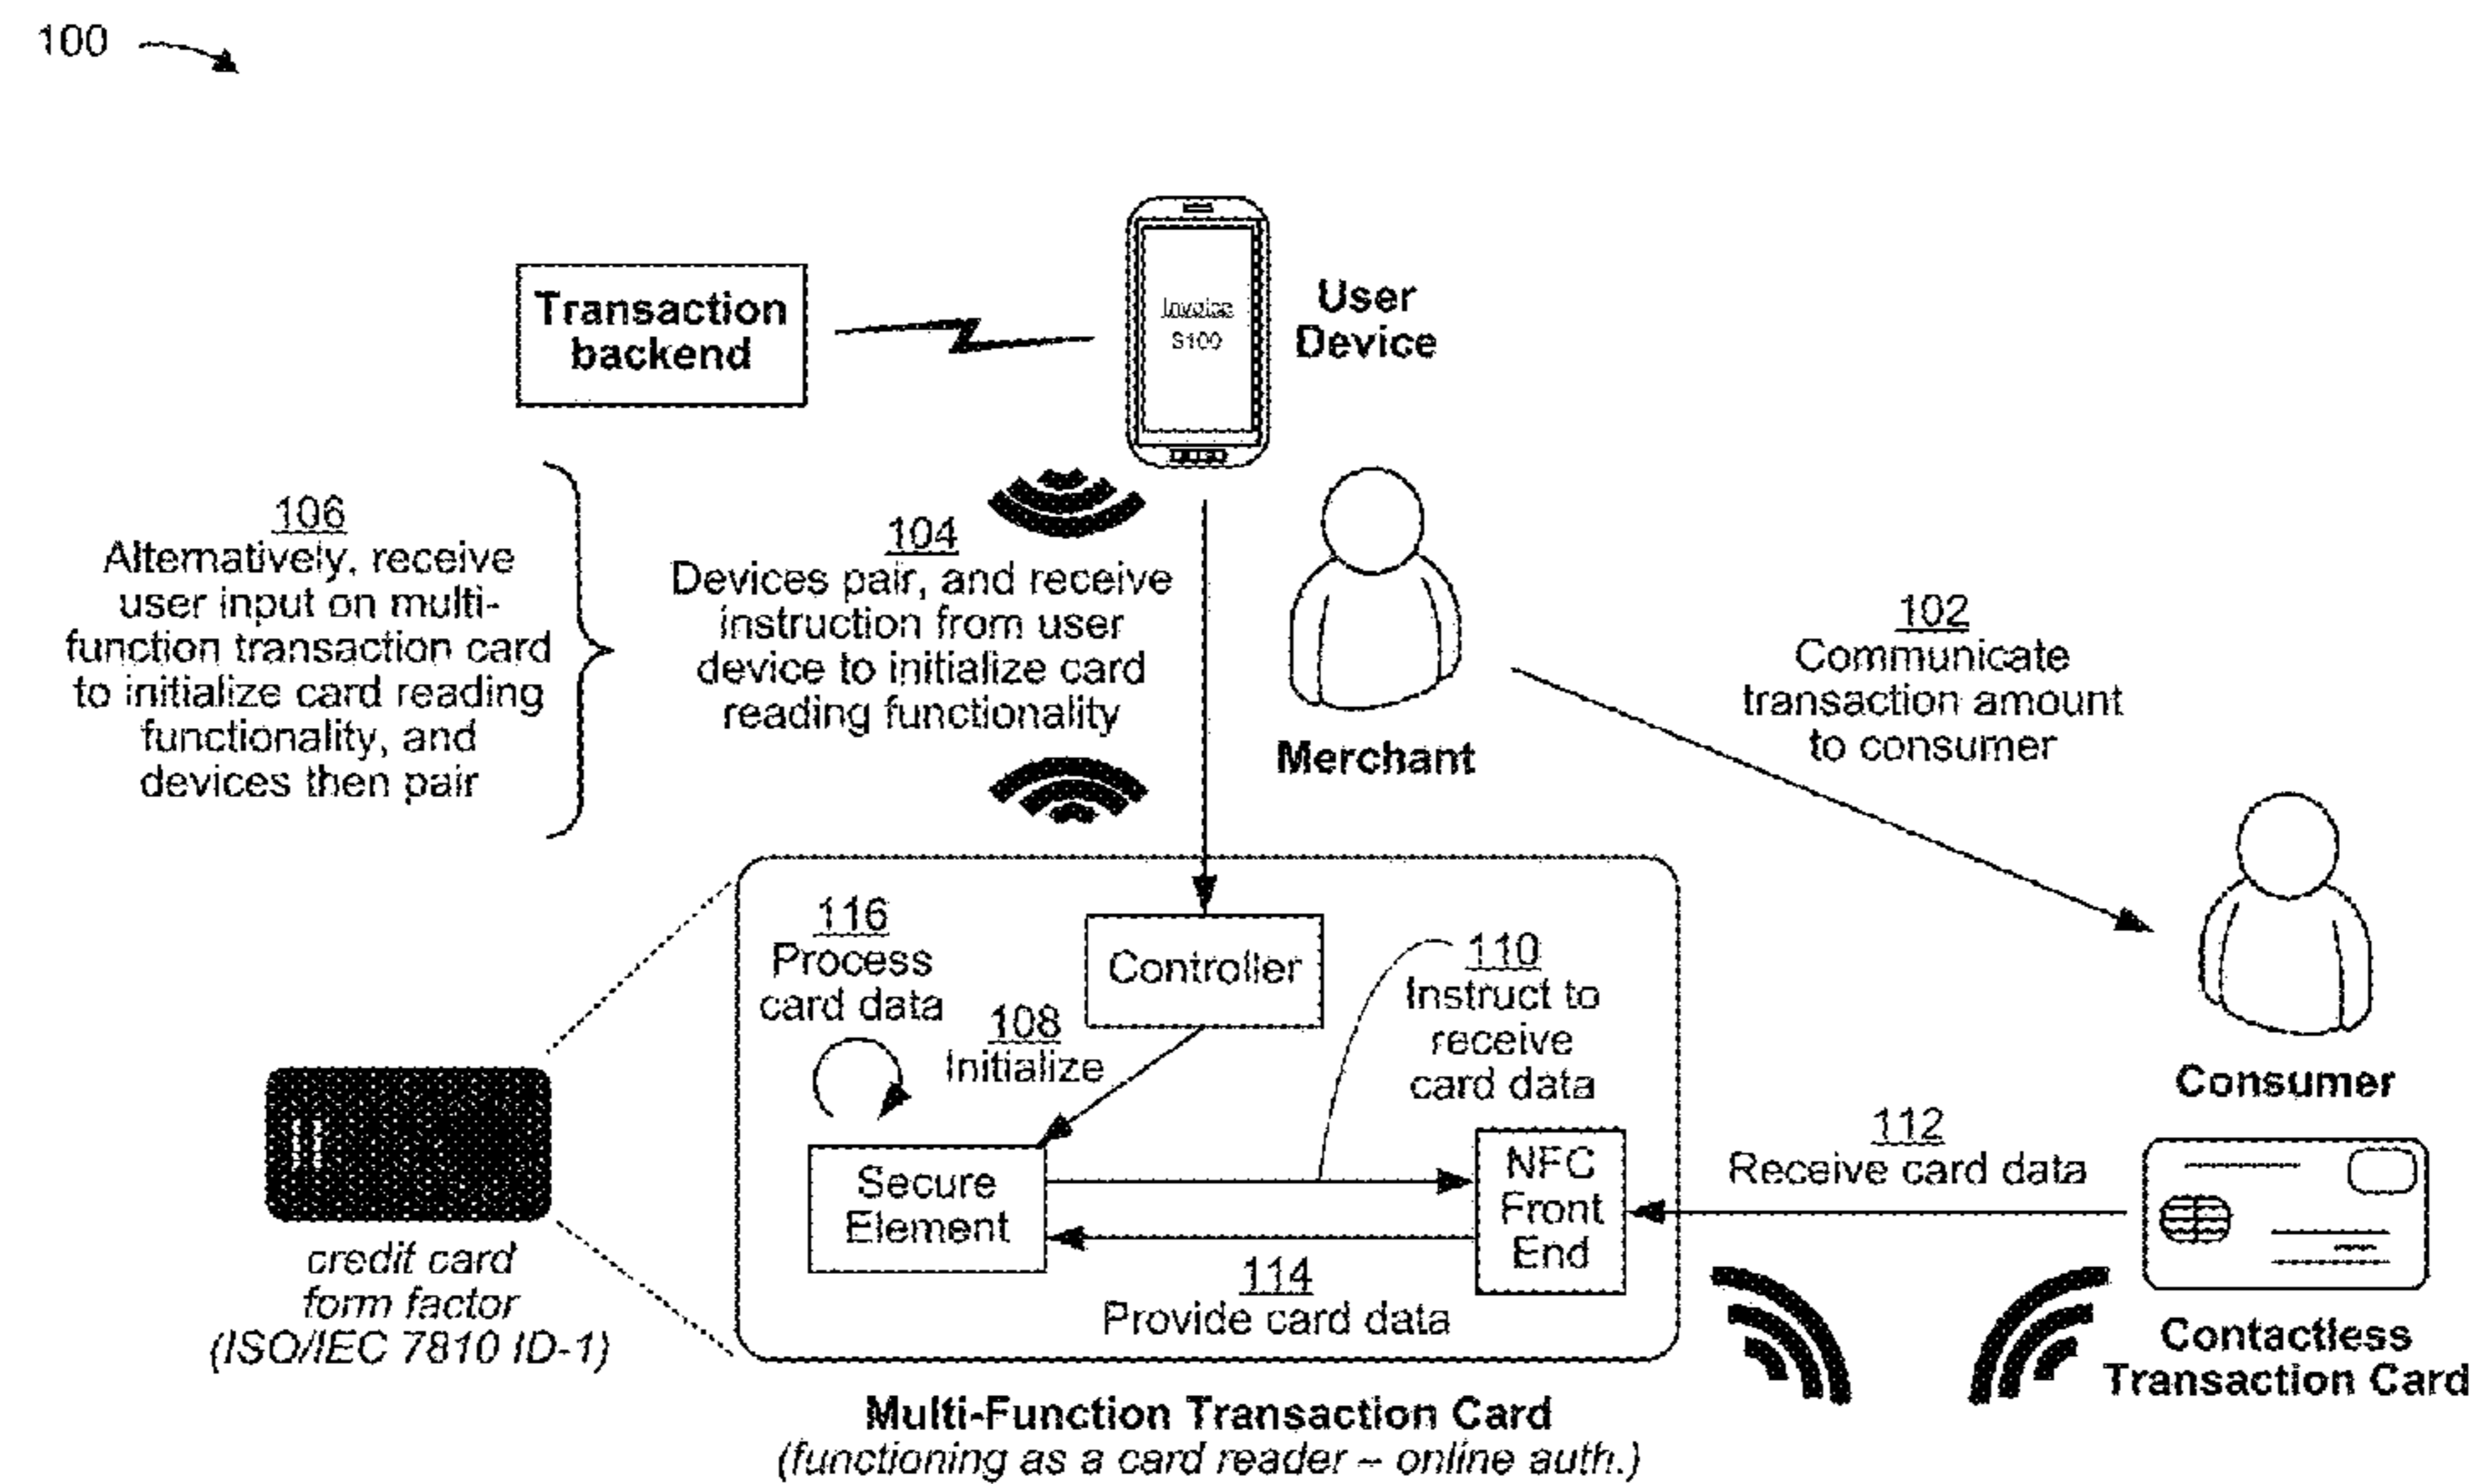 100
Transaction
backend
Invoice
$100
User
Device
106
Alternatively, receive
user input on multi-
function transaction card
to initialize card reading
functionality, and
devices then pair
104
Devices pair, and receive
instruction from user
device to initialize card
reading functionality
Merchant
102
Communicate
transaction amount
to consumer
Consumer
116
Process
card data
108
Initialize
Controller
110
Instruct to
receive
card data
Secure
Element
NFC
Front
End
114
Provide card data
112
Receive card data
Contactless
Transaction Card
credit card
form factor
(ISO/IEC 7810 ID-1)
Multi-Function Transaction Card
(functioning as a card reader – online auth.)